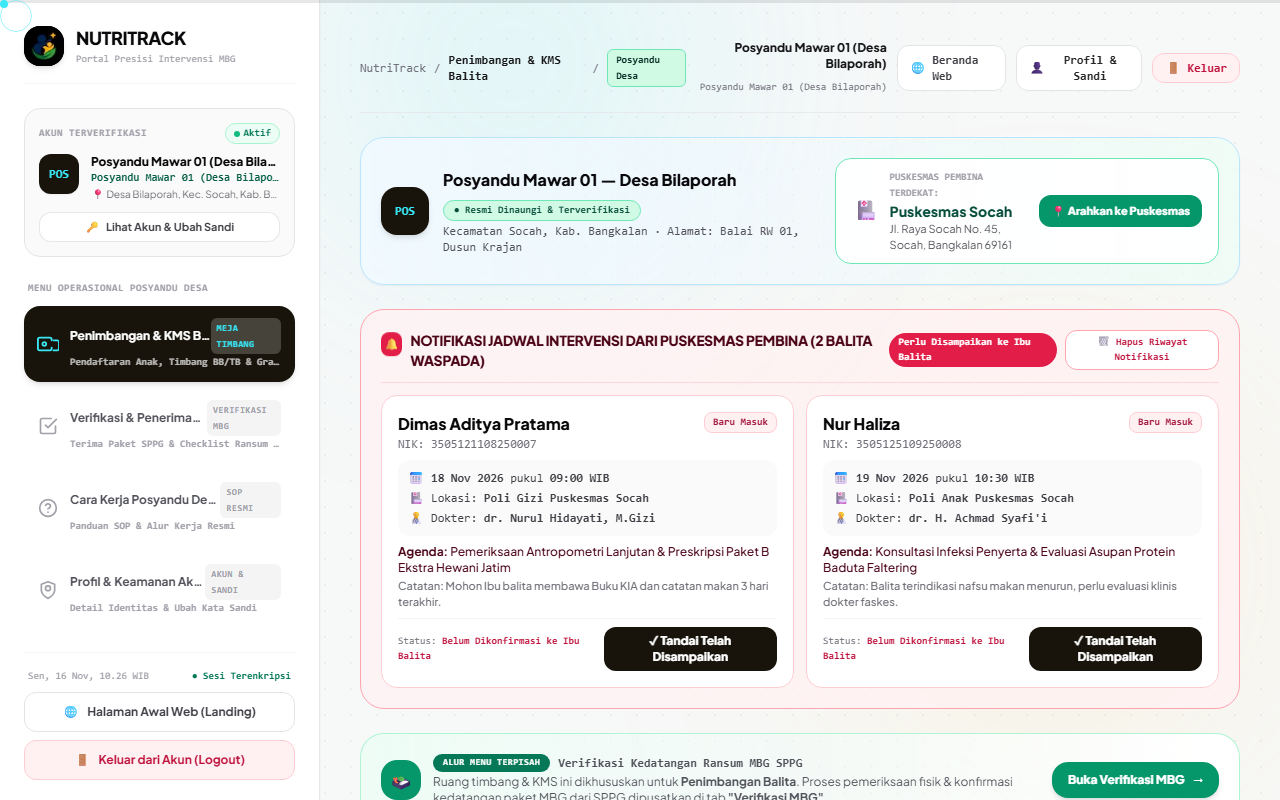 NUTRITRACK
Portal Presisi Intervensi MBG
AKUN TERVERIFIKASI
Aktif
POS
Posyandu Mawar 01 (Desa Bila...
Posyandu Mawar 01 (Desa Bilapo...
Desa Bilaporah, Kec. Socah, Kab. B...
Lihat Akun & Ubah Sandi
MENU OPERASIONAL POSYANDU DESA
Penimbangan & KMS B...
MEJA
TIMBANG
Pendaftaran Anak, Timbang BB/TB & Gra...
Verifikasi & Penerima...
VERIFIKASI
MBG
Terima Paket SPPG & Checklist Ransum ...
Cara Kerja Posyandu De...
SOP
RESMI
Panduan SOP & Alur Kerja Resmi
Profil & Keamanan Ak...
AKUN &
SANDI
Detail Identitas & Ubah Kata Sandi
Sen, 16 Nov, 10.26 WIB
● Sesi Terenkripsi
Halaman Awal Web (Landing)
Keluar dari Akun (Logout)
NutriTrack / Penimbangan & KMS
Balita
/
Posyandu
Desa
Posyandu Mawar 01 (Desa
Bilaporah)
Posyandu Mawar 01 (Desa Bilaporah)
Beranda
Web
Profil &
Sandi
Keluar
POS
Posyandu Mawar 01 — Desa Bilaporah
● Resmi Dinaungi & Terverifikasi
Kecamatan Socah, Kab. Bangkalan · Alamat: Balai RW 01,
Dusun Krajan
PUSKESMAS PEMBINA
TERDEKAT:
Puskesmas Socah
Jl. Raya Socah No. 45,
Socah, Bangkalan 69161
Arahkan ke Puskesmas
NOTIFIKASI JADWAL INTERVENSI DARI PUSKESMAS PEMBINA (2 BALITA
WASPADA)
Perlu Disampaikan ke Ibu
Balita
Hapus Riwayat
Notifikasi
Dimas Aditya Pratama
Baru Masuk
NIK: 3505121108250007
18 Nov 2026 pukul 09:00 WIB
Lokasi: Poli Gizi Puskesmas Socah
Dokter: dr. Nurul Hidayati, M.Gizi
Agenda: Pemeriksaan Antropometri Lanjutan & Preskripsi Paket B
Ekstra Hewani Jatim
Catatan: Mohon Ibu balita membawa Buku KIA dan catatan makan 3 hari
terakhir.
Status: Belum Dikonfirmasi ke Ibu
Balita
✓ Tandai Telah
Disampaikan
Nur Haliza
Baru Masuk
NIK: 3505125109250008
19 Nov 2026 pukul 10:30 WIB
Lokasi: Poli Anak Puskesmas Socah
Dokter: dr. H. Achmad Syafi'i
Agenda: Konsultasi Infeksi Penyerta & Evaluasi Asupan Protein
Baduta Faltering
Catatan: Balita terindikasi nafsu makan menurun, perlu evaluasi klinis
dokter faskes.
Status: Belum Dikonfirmasi ke Ibu
Balita
✓ Tandai Telah
Disampaikan
ALUR MENU TERPISAH
Verifikasi Kedatangan Ransum MBG SPPG
Ruang timbang & KMS ini dikhususkan untuk Penimbangan Balita. Proses pemeriksaan fisik & konfirmasi
kedatangan paket MBG dari SPPG dipusatkan di tab "Verifikasi MBG"
Buka Verifikasi MBG →